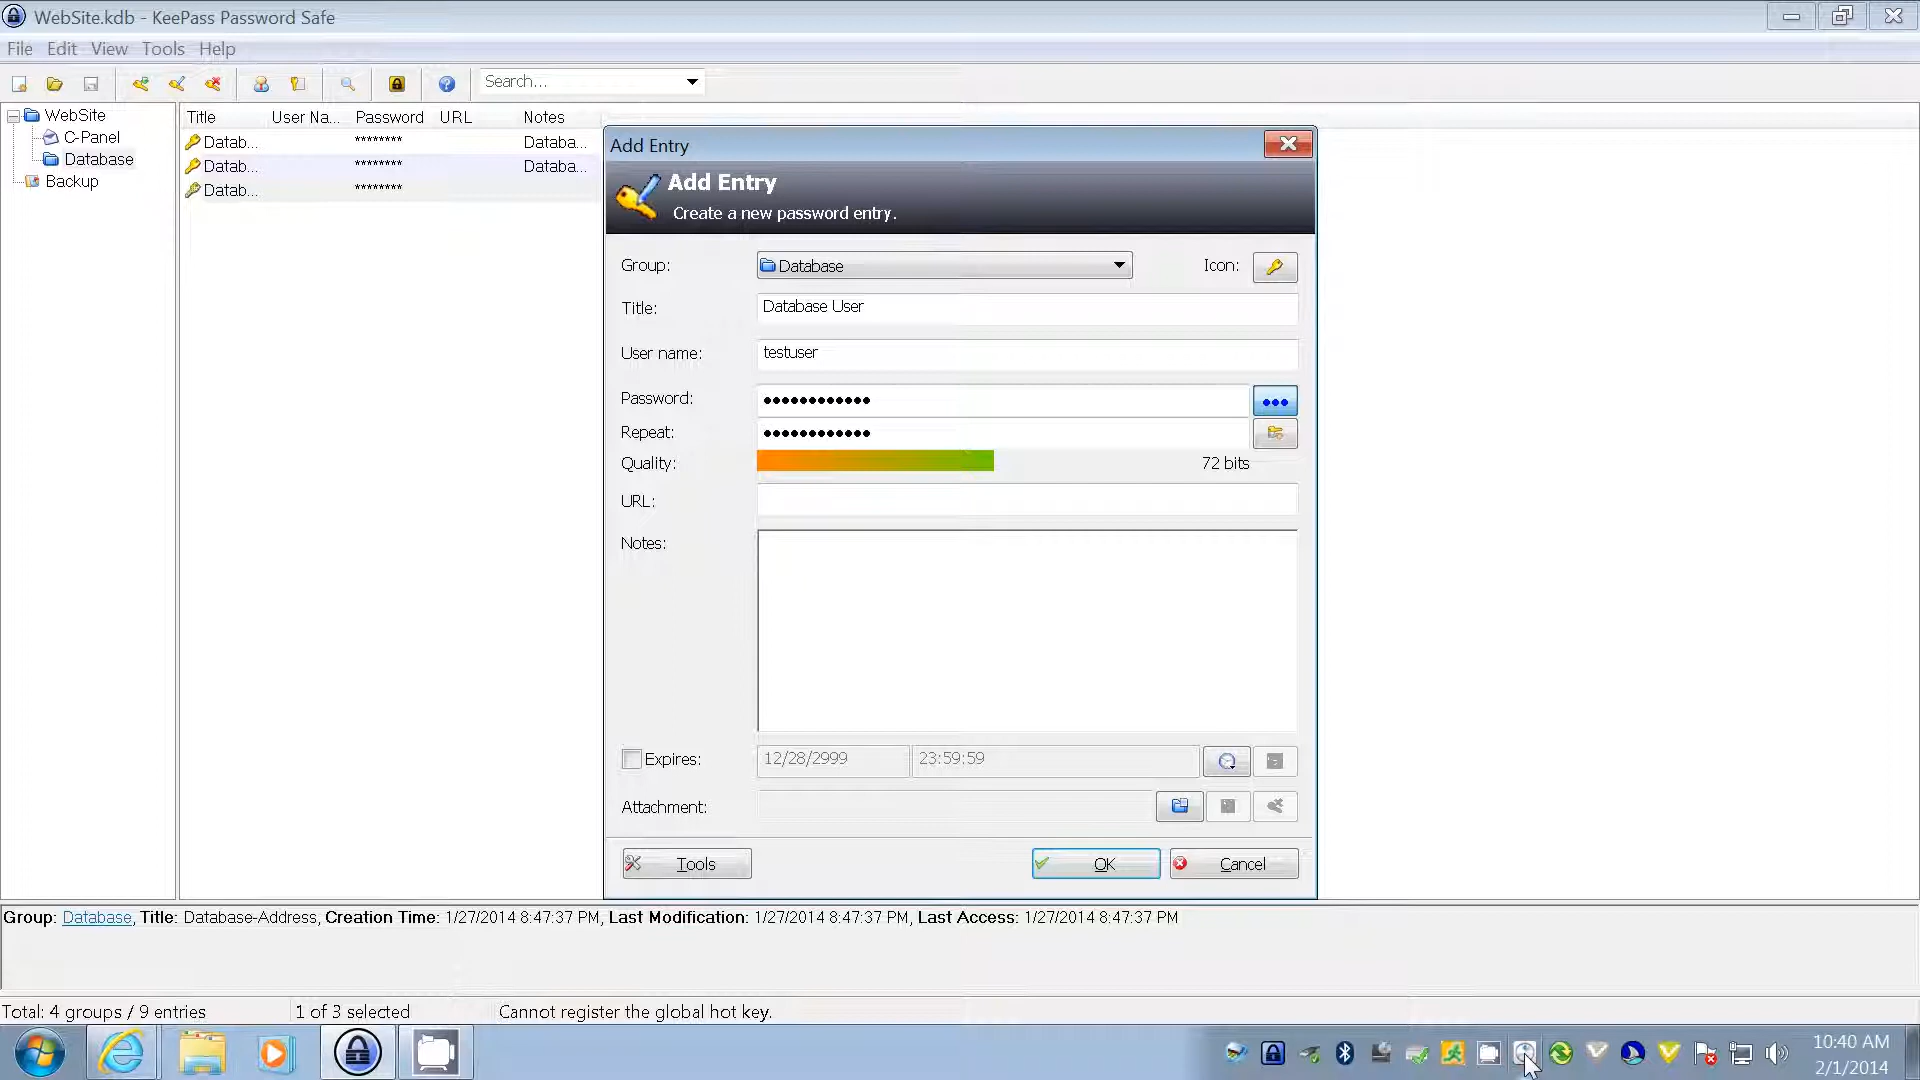 WebSite.kdb - KeePass Password Safe
File Edit View Tools Help
Search...
WebSite
C-Panel
Database
Backup
Title User Na... Password URL Notes
Datab... ******** Databa...
Datab... ******** Databa...
Datab... ********
Add Entry
Add Entry
Create a new password entry.
Group: Database Icon:
Title: Database User
User name: testuser
Password: ●●●●●●●●●●●●
Repeat: ●●●●●●●●●●●●
Quality: 72 bits
URL:
Notes:
Expires: 12/28/2999 23:59:59
Attachment:
Tools OK Cancel
Group: Database, Title: Database-Address, Creation Time: 1/27/2014 8:47:37 PM, Last Modification: 1/27/2014 8:47:37 PM, Last Access: 1/27/2014 8:47:37 PM
Total: 4 groups / 9 entries 1 of 3 selected Cannot register the global hot key.
10:40 AM
2/1/2014